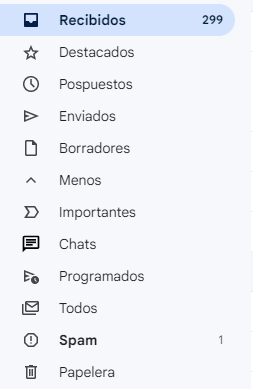 Recibidos 299
Destacados
Pospuestos
Enviados
Borradores
Menos
Importantes
Chats
Programados
Todos
Spam 1
Papelera